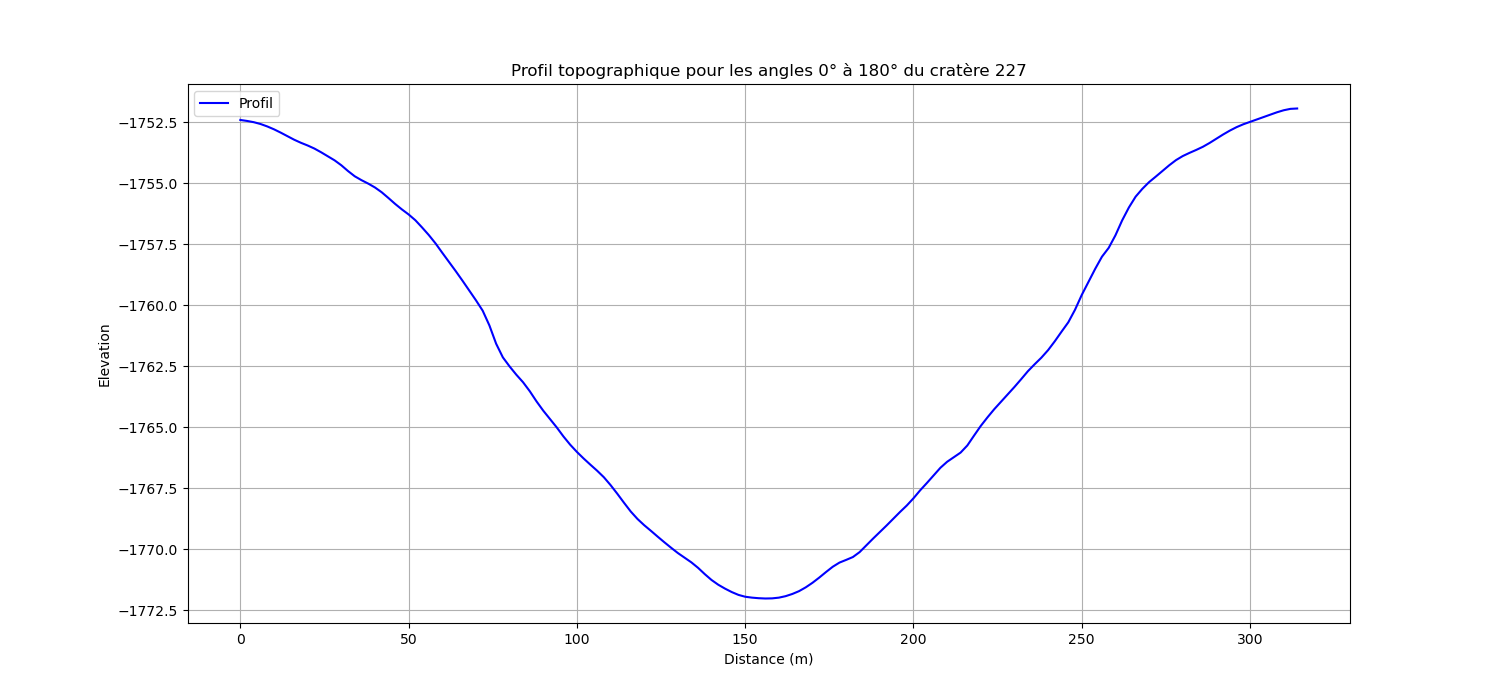 Profil topographique pour les angles 0° à 180° du cratère 227
Profil
−1752.5
−1755.0
−1757.5
−1760.0
−1762.5
−1765.0
−1767.5
−1770.0
−1772.5
Elevation
0 50 100 150 200 250 300
Distance (m)